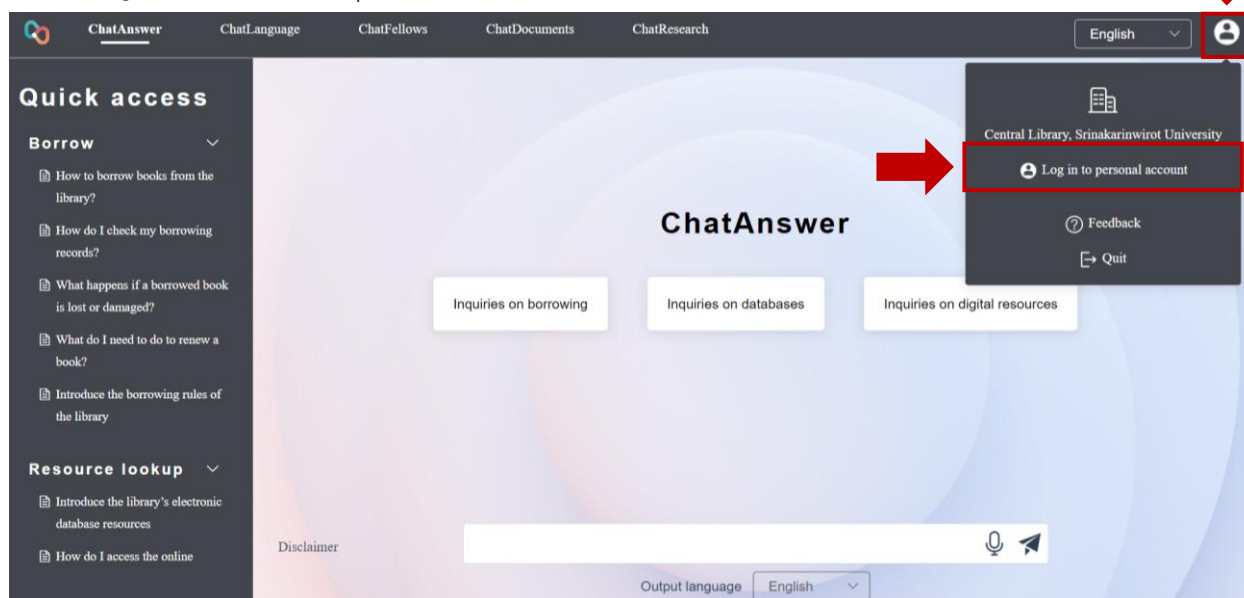 ChatAnswer ChatLanguage ChatFellows ChatDocuments ChatResearch English
Quick access
Borrow
How to borrow books from the
library?
How do I check my borrowing
records?
What happens if a borrowed book
is lost or damaged?
What do I need to do to renew a
book?
Introduce the borrowing rules of
the library
Resource lookup
Introduce the library's electronic
database resources
How do I access the online
Central Library, Srinakarinwirot University
Log in to personal account
Feedback
Quit
ChatAnswer
Inquiries on borrowing
Inquiries on databases
Inquiries on digital resources
Disclaimer
Output language English